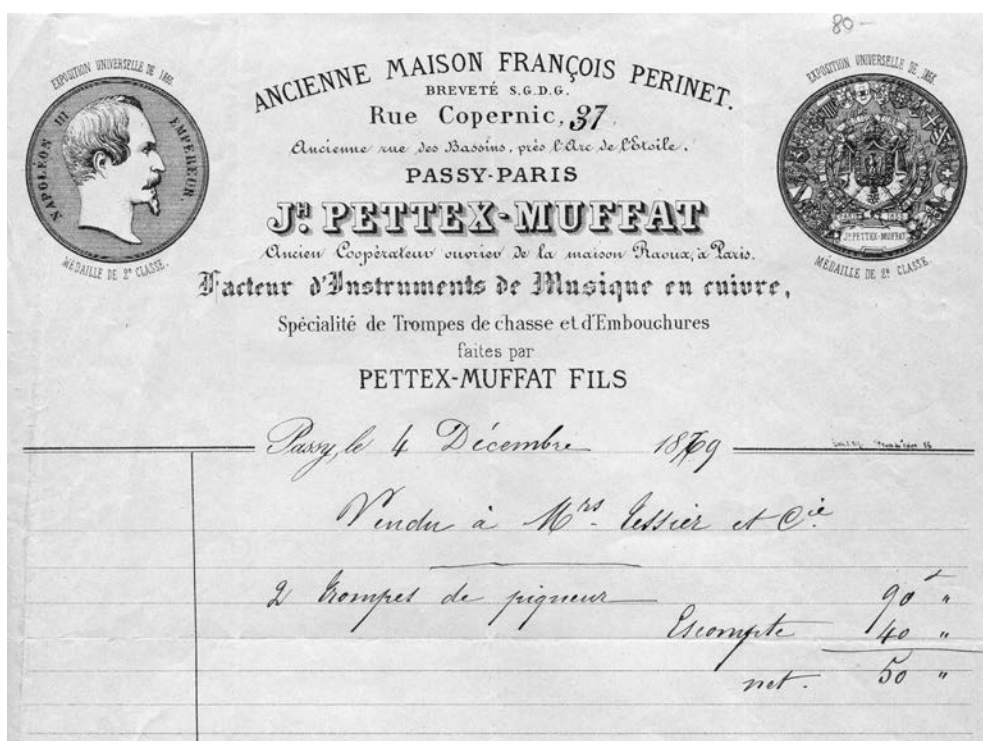 80 —
EXPOSITION UNIVERSELLE DE 1855.
NAPOLEON III EMPEREUR.
MÉDAILLE DE 2e CLASSE.
ANCIENNE MAISON FRANÇOIS PERINET.
BREVETÉ S.G.D.G.
Rue Copernic, 37.
Ancienne rue des Bassins, près l'Arc de l'Etoile.
PASSY-PARIS
JH. PETTEX-MUFFAT
Ancien Coopérateur ouvrier de la maison Raoux, à Paris.
Facteur d'Instruments de Musique en cuivre,
Spécialité de Trompes de chasse et d'Embouchures
faites par
PETTEX-MUFFAT FILS
EXPOSITION UNIVERSELLE DE 1855.
PARIS 1855
JH PETTEX-MUFFAT
MÉDAILLE DE 2e CLASSE.
Passy, le 4 Décembre 1879
Vendu à Mrs. Tessier et Cie.
2 trompes de piqueur 90 "
Escompte 40 "
net. 50 "